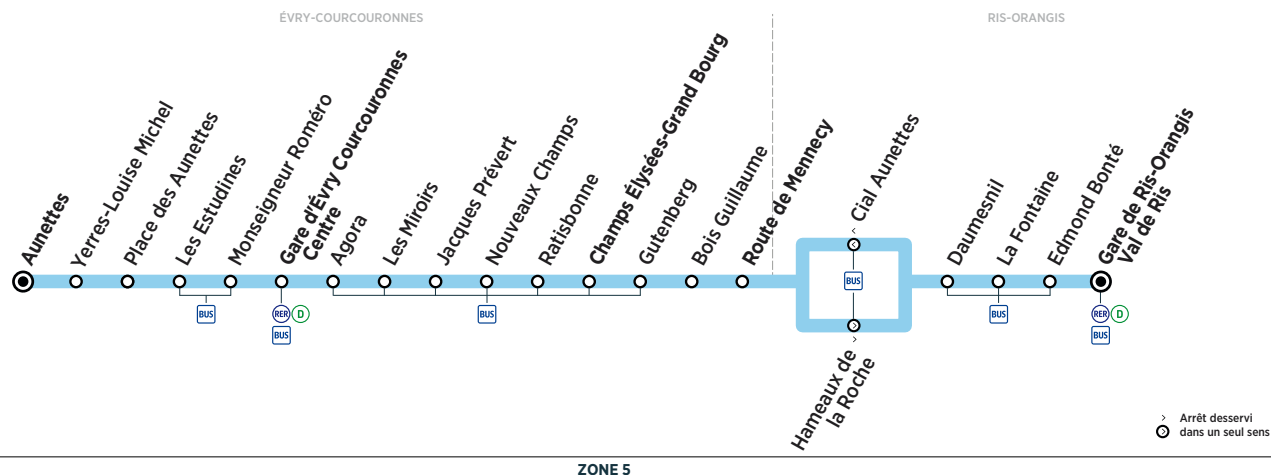 ÉVRY-COURCOURONNES
RIS-ORANGIS
Aunettes
Yerres-Louise Michel
Place des Aunettes
Les Estudines
Monseigneur Roméro
Gare d'Évry Courcouronnes
Centre
Agora
Les Miroirs
Jacques Prévert
Nouveaux Champs
Ratisbonne
Champs Élysées-Grand Bourg
Gutenberg
Bois Guillaume
Route de Mennecy
Cial Aunettes
Hameaux de
la Roche
Daumesnil
La Fontaine
Edmond Bonté
Gare de Ris-Orangis
Val de Ris
BUS
RER D
BUS
BUS
BUS
BUS
RER D
BUS
Arrêt desservi
dans un seul sens
ZONE 5